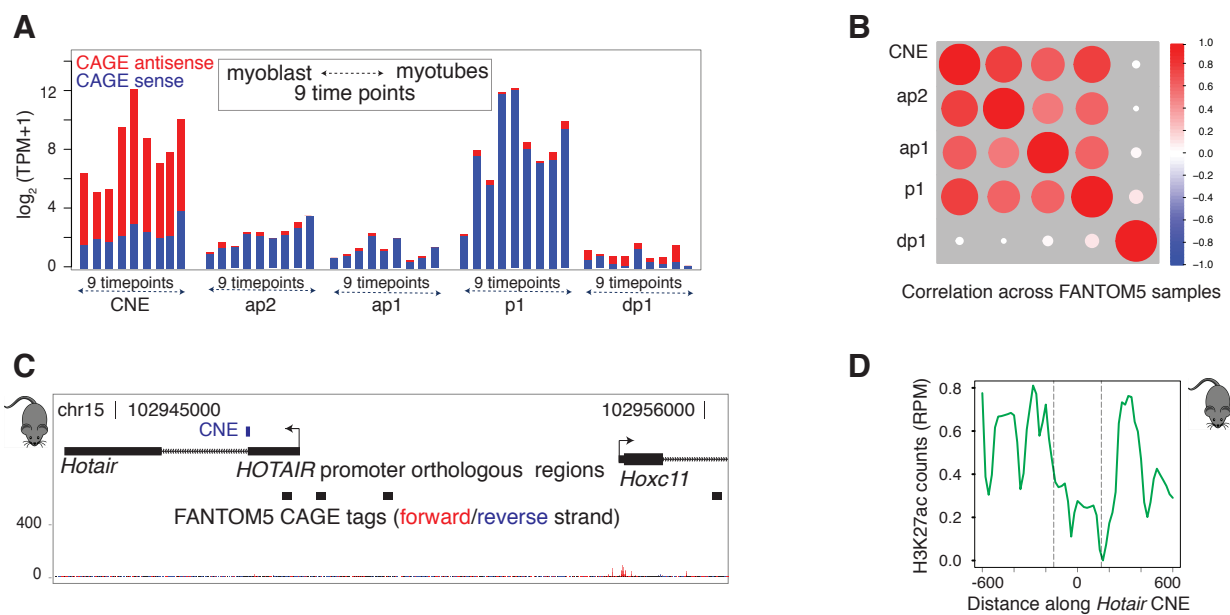 A
CAGE antisense
CAGE sense
myoblast myotubes
9 time points
log2 (TPM+1)
12
8
4
0
9 timepoints 9 timepoints 9 timepoints 9 timepoints 9 timepoints
CNE ap2 ap1 p1 dp1
B
CNE
ap2
ap1
p1
dp1
1.0
0.8
0.6
0.4
0.2
0
−0.2
−0.4
−0.6
−0.8
−1.0
Correlation across FANTOM5 samples
C
chr15 102945000 102956000
CNE
Hotair HOTAIR promoter orthologous regions Hoxc11
FANTOM5 CAGE tags (forward/reverse strand)
400
0
D
H3K27ac counts (RPM)
0.8
0.6
0.4
0.2
0.0
-600 0 600
Distance along Hotair CNE